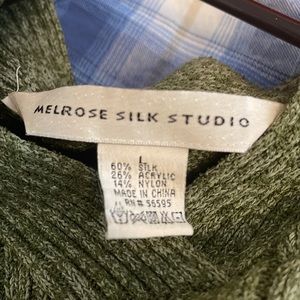 MELROSE SILK STUDIO
L
60% SILK
26% ACRYLIC
14% NYLON
MADE IN CHINA
RN# 56595